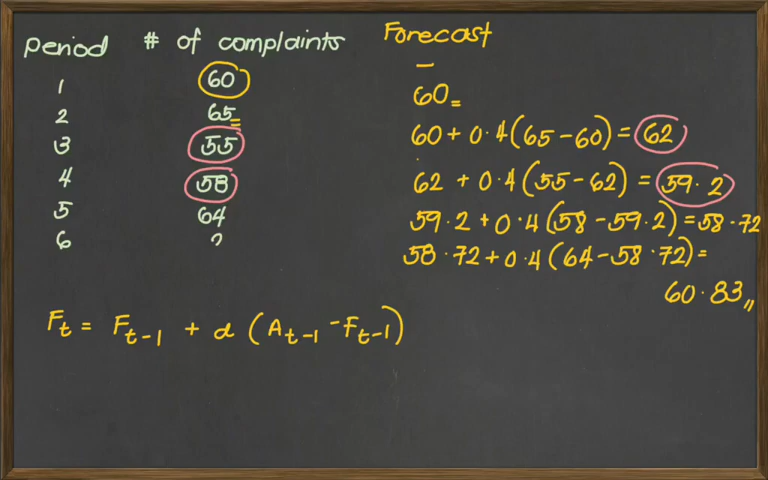 period # of complaints Forecast
1 60 –
2 65 60
3 55 60 + 0.4(65 - 60) = 62
4 58 62 + 0.4(55 - 62) = 59.2
5 64 59.2 + 0.4(58 - 59.2) = 58.72
6 ? 58.72 + 0.4(64 - 58.72) =
60.83
Ft = Ft-1 + α (At-1 - Ft-1)